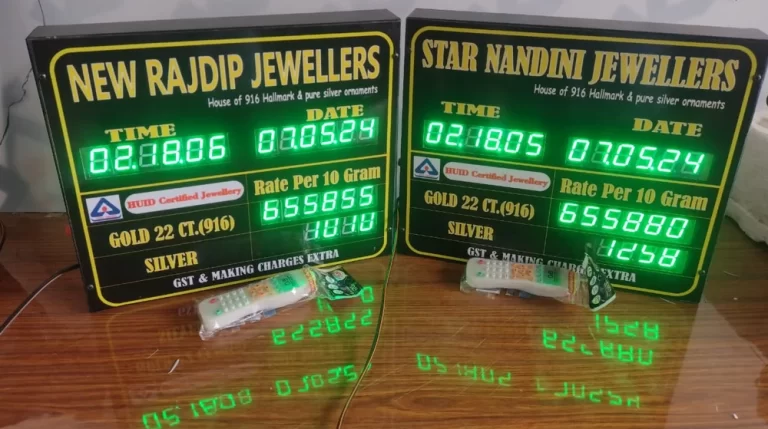 NEW RAJDIP JEWELLERS
House of 916 Hallmark & pure silver ornaments
TIME
DATE
02.18.06
07.05.24
HUID Certified Jewellery
Rate Per 10 Gram
GOLD 22 CT.(916)
655855
SILVER
1010
GST & MAKING CHARGES EXTRA
STAR NANDINI JEWELLERS
House of 916 Hallmark & pure silver ornaments
TIME
DATE
02.18.05
07.05.24
HUID Certified Jewellery
Rate Per 10 Gram
GOLD 22 CT.(916)
655880
SILVER
1258
GST & MAKING CHARGES EXTRA